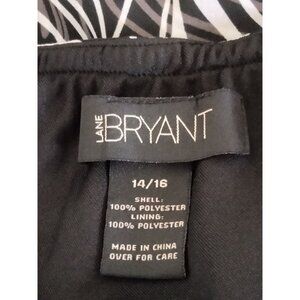 LANE BRYANT
14/16
SHELL:
100% POLYESTER
LINING:
100% POLYESTER
MADE IN CHINA
OVER FOR CARE